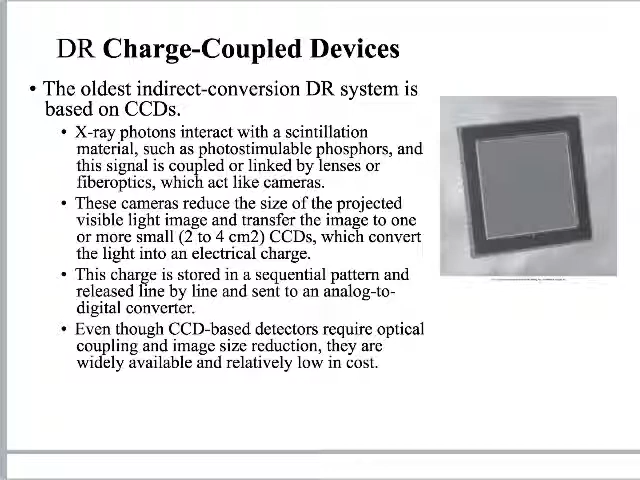 DR Charge-Coupled Devices
• The oldest indirect-conversion DR system is
based on CCDs.
• X-ray photons interact with a scintillation
material, such as photostimulable phosphors, and
this signal is coupled or linked by lenses or
fiberoptics, which act like cameras.
• These cameras reduce the size of the projected
visible light image and transfer the image to one
or more small (2 to 4 cm2) CCDs, which convert
the light into an electrical charge.
• This charge is stored in a sequential pattern and
released line by line and sent to an analog-to-
digital converter.
• Even though CCD-based detectors require optical
coupling and image size reduction, they are
widely available and relatively low in cost.